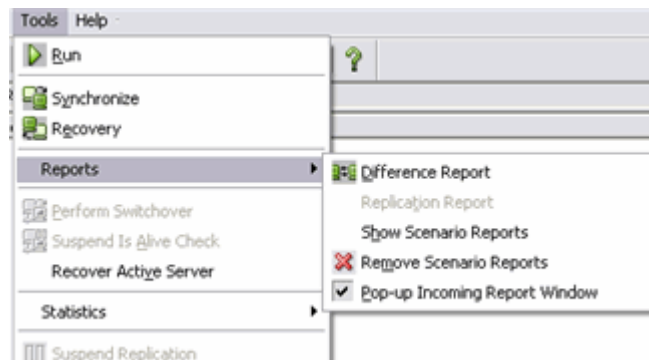 Tools Help
Run
Synchronize
Recovery
Reports
Difference Report
Perform Switchover
Replication Report
Suspend Is Alive Check
Show Scenario Reports
Recover Active Server
Remove Scenario Reports
Statistics
Pop-up Incoming Report Window
Suspend Replication